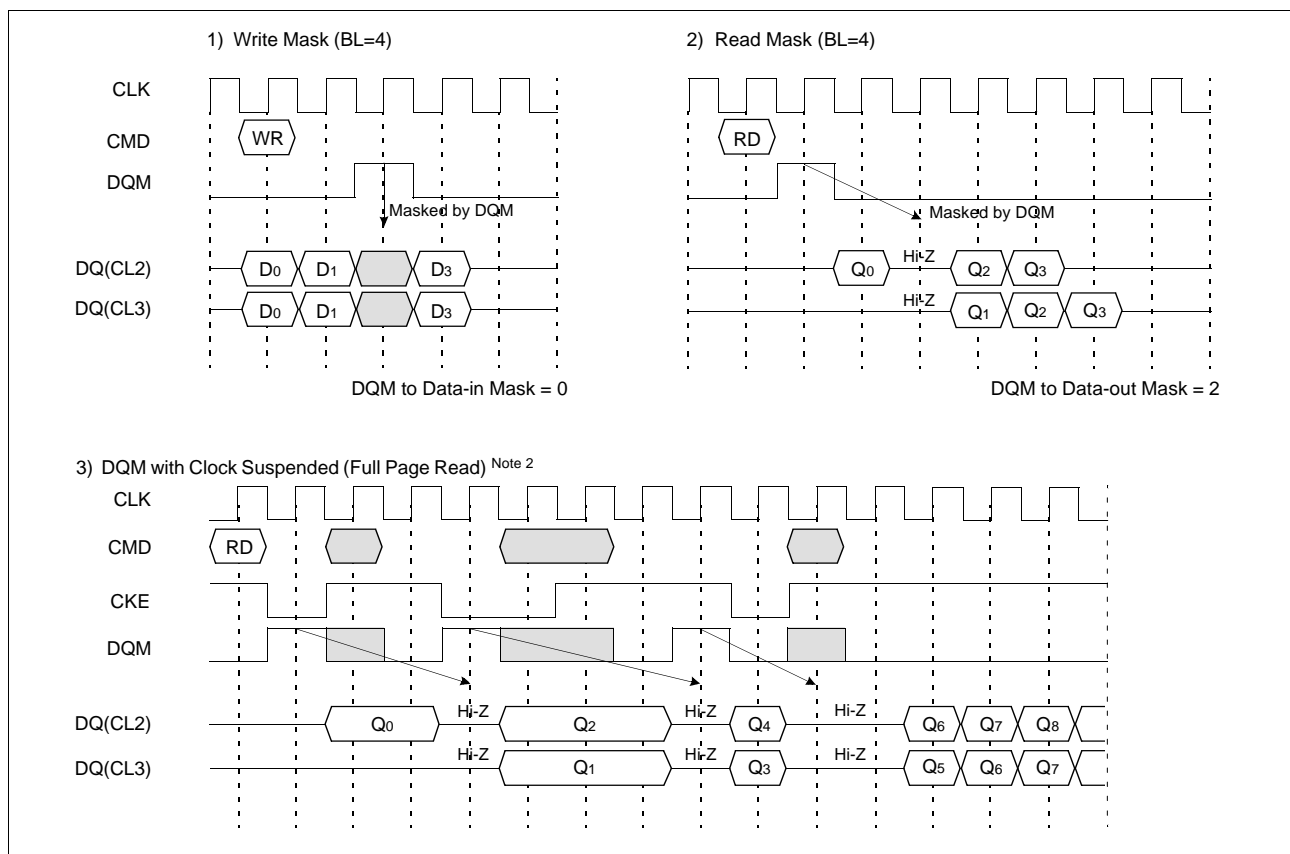 1) Write Mask (BL=4)
2) Read Mask (BL=4)
CLK
CMD
WR
RD
DQM
Masked by DQM
Masked by DQM
DQ(CL2)
D0
D1
D3
Q0
Hi-Z
Q2
Q3
DQ(CL3)
D0
D1
D3
Hi-Z
Q1
Q2
Q3
DQM to Data-in Mask = 0
DQM to Data-out Mask = 2
3) DQM with Clock Suspended (Full Page Read) Note 2
CLK
CMD
RD
CKE
DQM
DQ(CL2)
Q0
Hi-Z
Q2
Hi-Z
Q4
Hi-Z
Q6
Q7
Q8
DQ(CL3)
Hi-Z
Q1
Hi-Z
Q3
Hi-Z
Q5
Q6
Q7